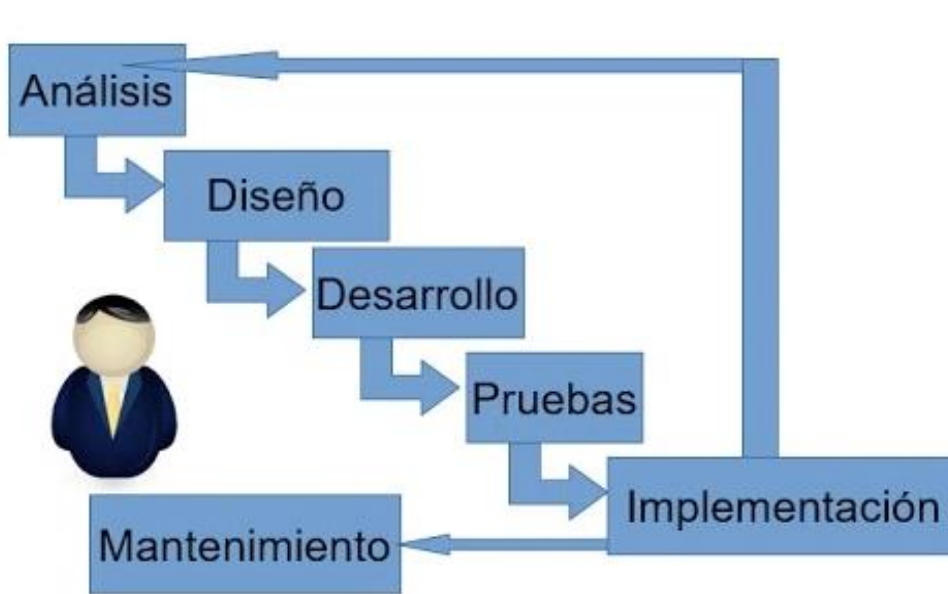 Análisis
Diseño
Desarrollo
Pruebas
Implementación
Mantenimiento